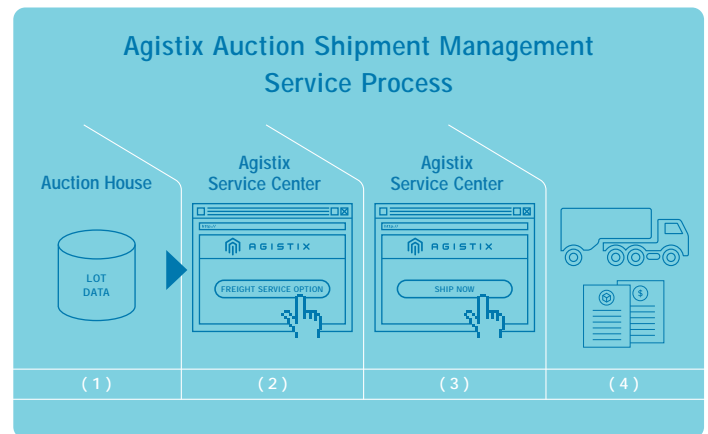 Agistix Auction Shipment Management
Service Process
Auction House
LOT
DATA
(1)
Agistix
Service Center
http://
AGISTIX
FREIGHT SERVICE OPTION
(2)
Agistix
Service Center
http://
AGISTIX
SHIP NOW
(3)
$
(4)